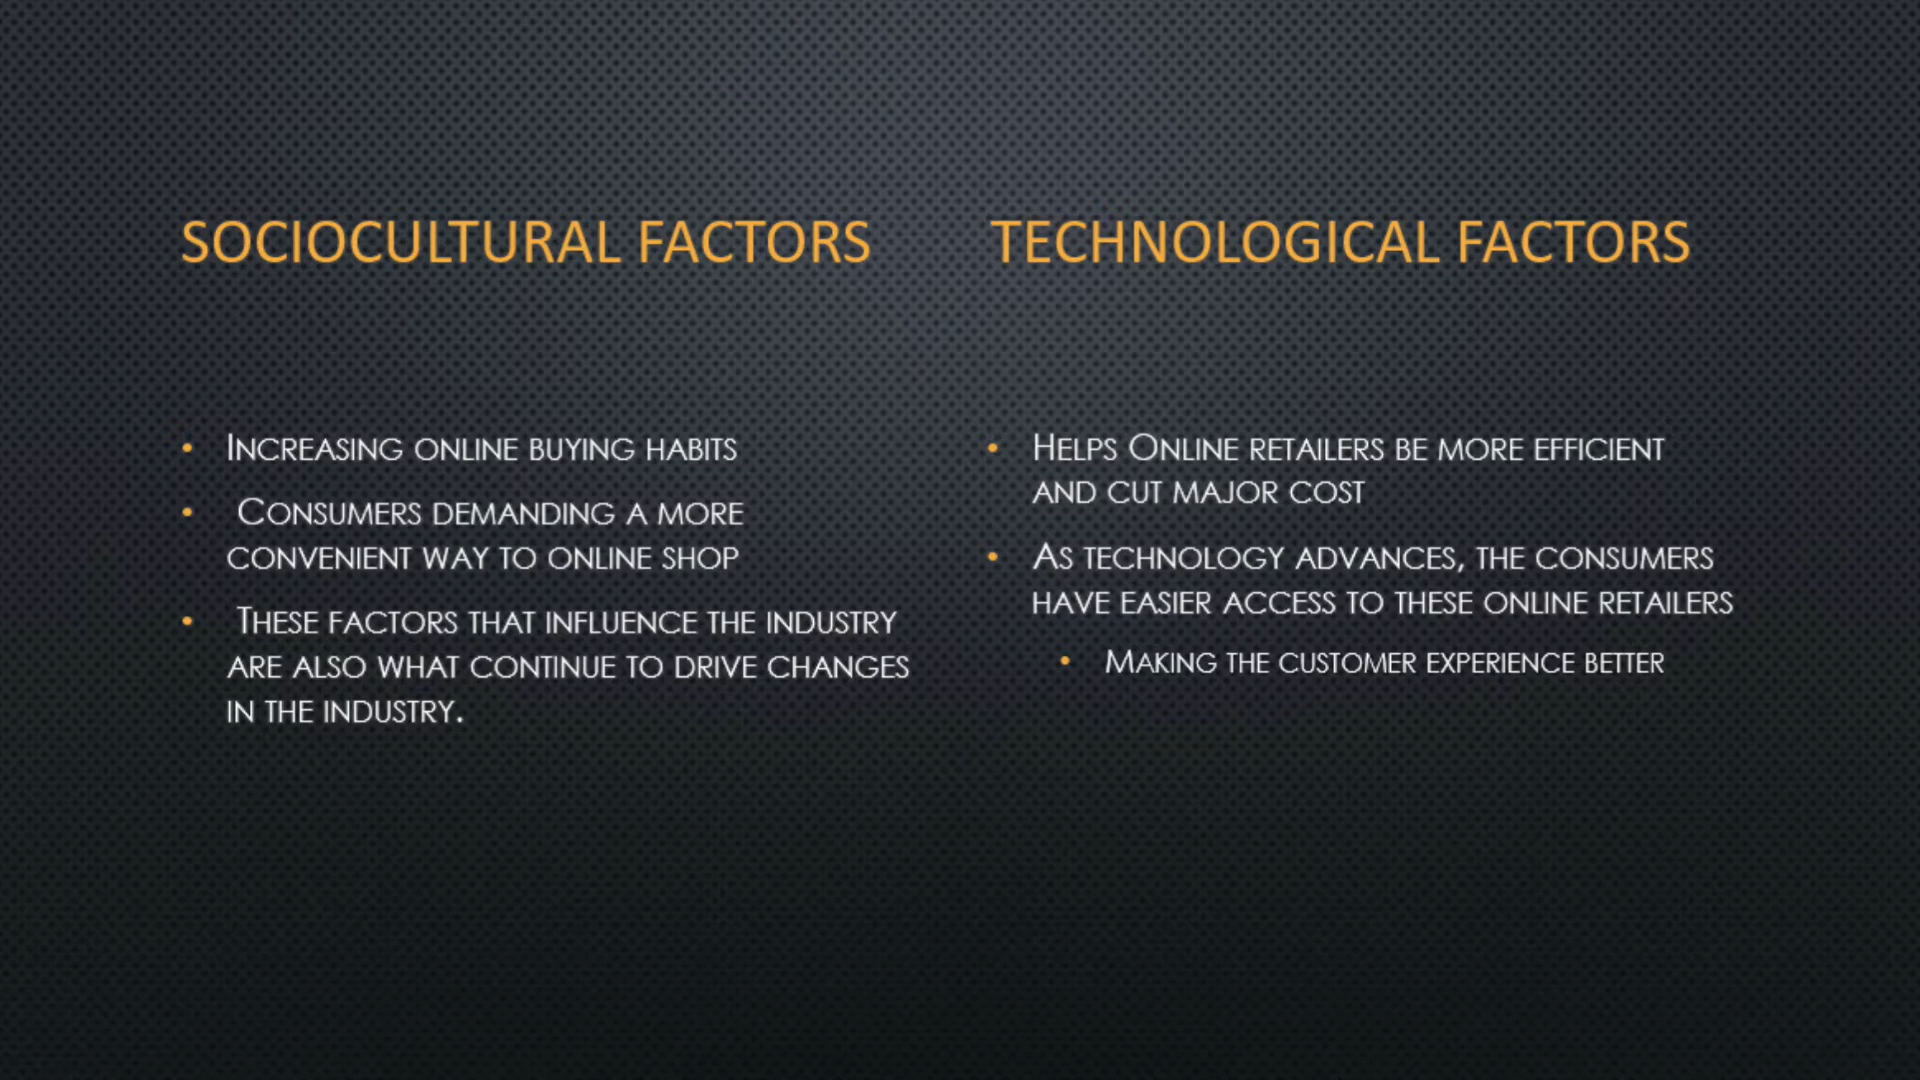 SOCIOCULTURAL FACTORS
• INCREASING ONLINE BUYING HABITS
• CONSUMERS DEMANDING A MORE
CONVENIENT WAY TO ONLINE SHOP
• THESE FACTORS THAT INFLUENCE THE INDUSTRY
ARE ALSO WHAT CONTINUE TO DRIVE CHANGES
IN THE INDUSTRY.
TECHNOLOGICAL FACTORS
• HELPS ONLINE RETAILERS BE MORE EFFICIENT
AND CUT MAJOR COST
• AS TECHNOLOGY ADVANCES, THE CONSUMERS
HAVE EASIER ACCESS TO THESE ONLINE RETAILERS
• MAKING THE CUSTOMER EXPERIENCE BETTER